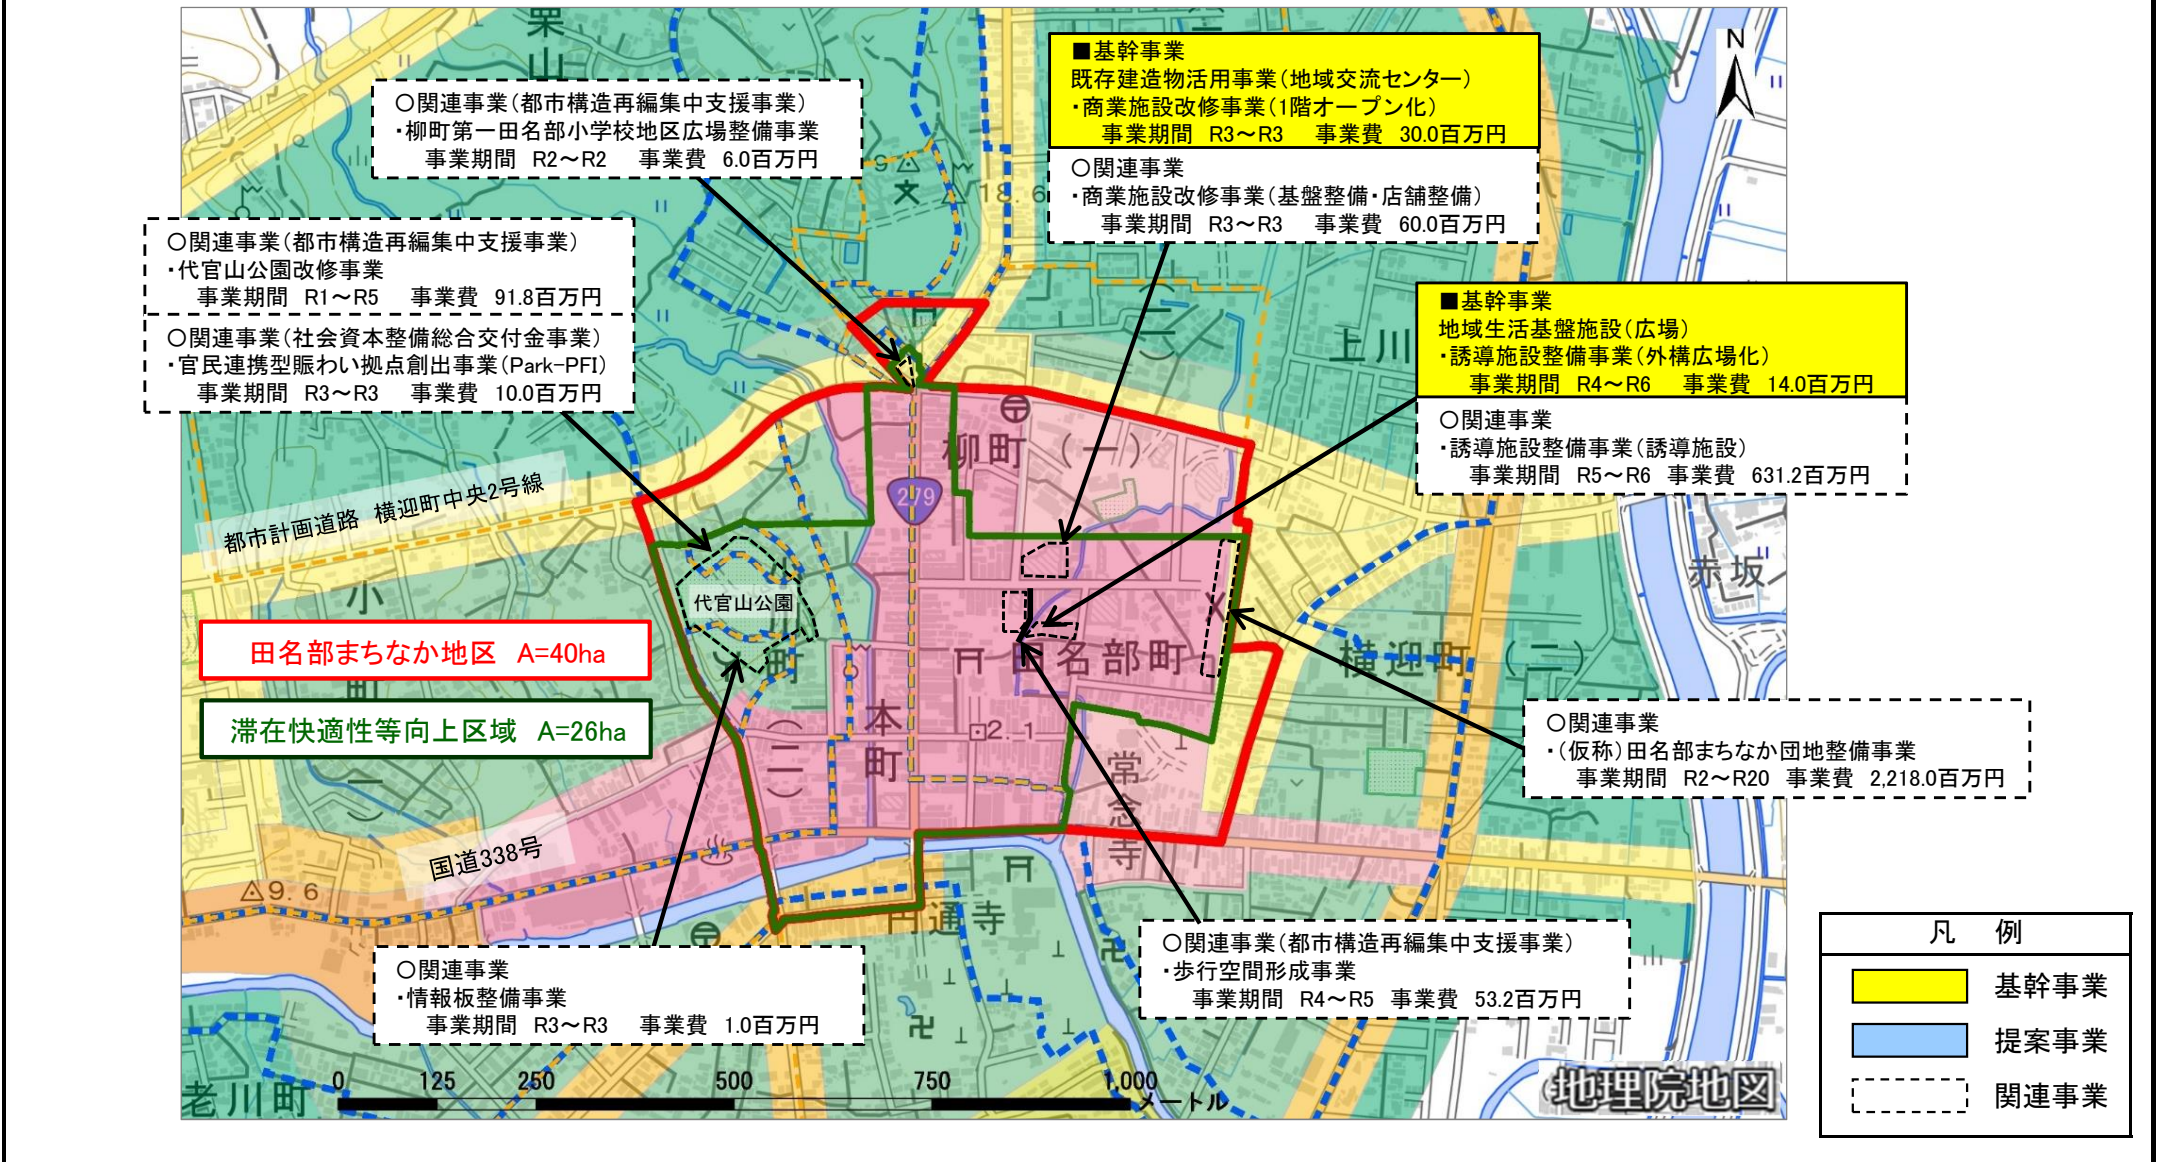 ○関連事業(都市構造再編集中支援事業)
・柳町第一田名部小学校地区広場整備事業
事業期間 R2～R2 事業費 6.0百万円
■基幹事業
既存建造物活用事業(地域交流センター)
・商業施設改修事業(1階オープン化)
事業期間 R3～R3 事業費 30.0百万円
○関連事業
・商業施設改修事業(基盤整備・店舗整備)
事業期間 R3～R3 事業費 60.0百万円
N
栗山
18.6
○関連事業(都市構造再編集中支援事業)
・代官山公園改修事業
事業期間 R1～R5 事業費 91.8百万円
○関連事業(社会資本整備総合交付金事業)
・官民連携型賑わい拠点創出事業(Park-PFI)
事業期間 R3～R3 事業費 10.0百万円
■基幹事業
地域生活基盤施設(広場)
・誘導施設整備事業(外構広場化)
事業期間 R4～R6 事業費 14.0百万円
○関連事業
・誘導施設整備事業(誘導施設)
事業期間 R5～R6 事業費 631.2百万円
上川
柳町(一)
279
都市計画道路 横迎町中央2号線
赤坂
小
代官山公園
田名部まちなか地区 A=40ha
滞在快適性等向上区域 A=26ha
町
(二)
田名部町
横迎町(二)
本町
2.1
常念寺
○関連事業
・(仮称)田名部まちなか団地整備事業
事業期間 R2～R20 事業費 2,218.0百万円
国道338号
9.6
円通寺
○関連事業
・情報板整備事業
事業期間 R3～R3 事業費 1.0百万円
○関連事業(都市構造再編集中支援事業)
・歩行空間形成事業
事業期間 R4～R5 事業費 53.2百万円
凡 例
基幹事業
提案事業
関連事業
老川町
0 125 250 500 750 1,000
メートル
地理院地図